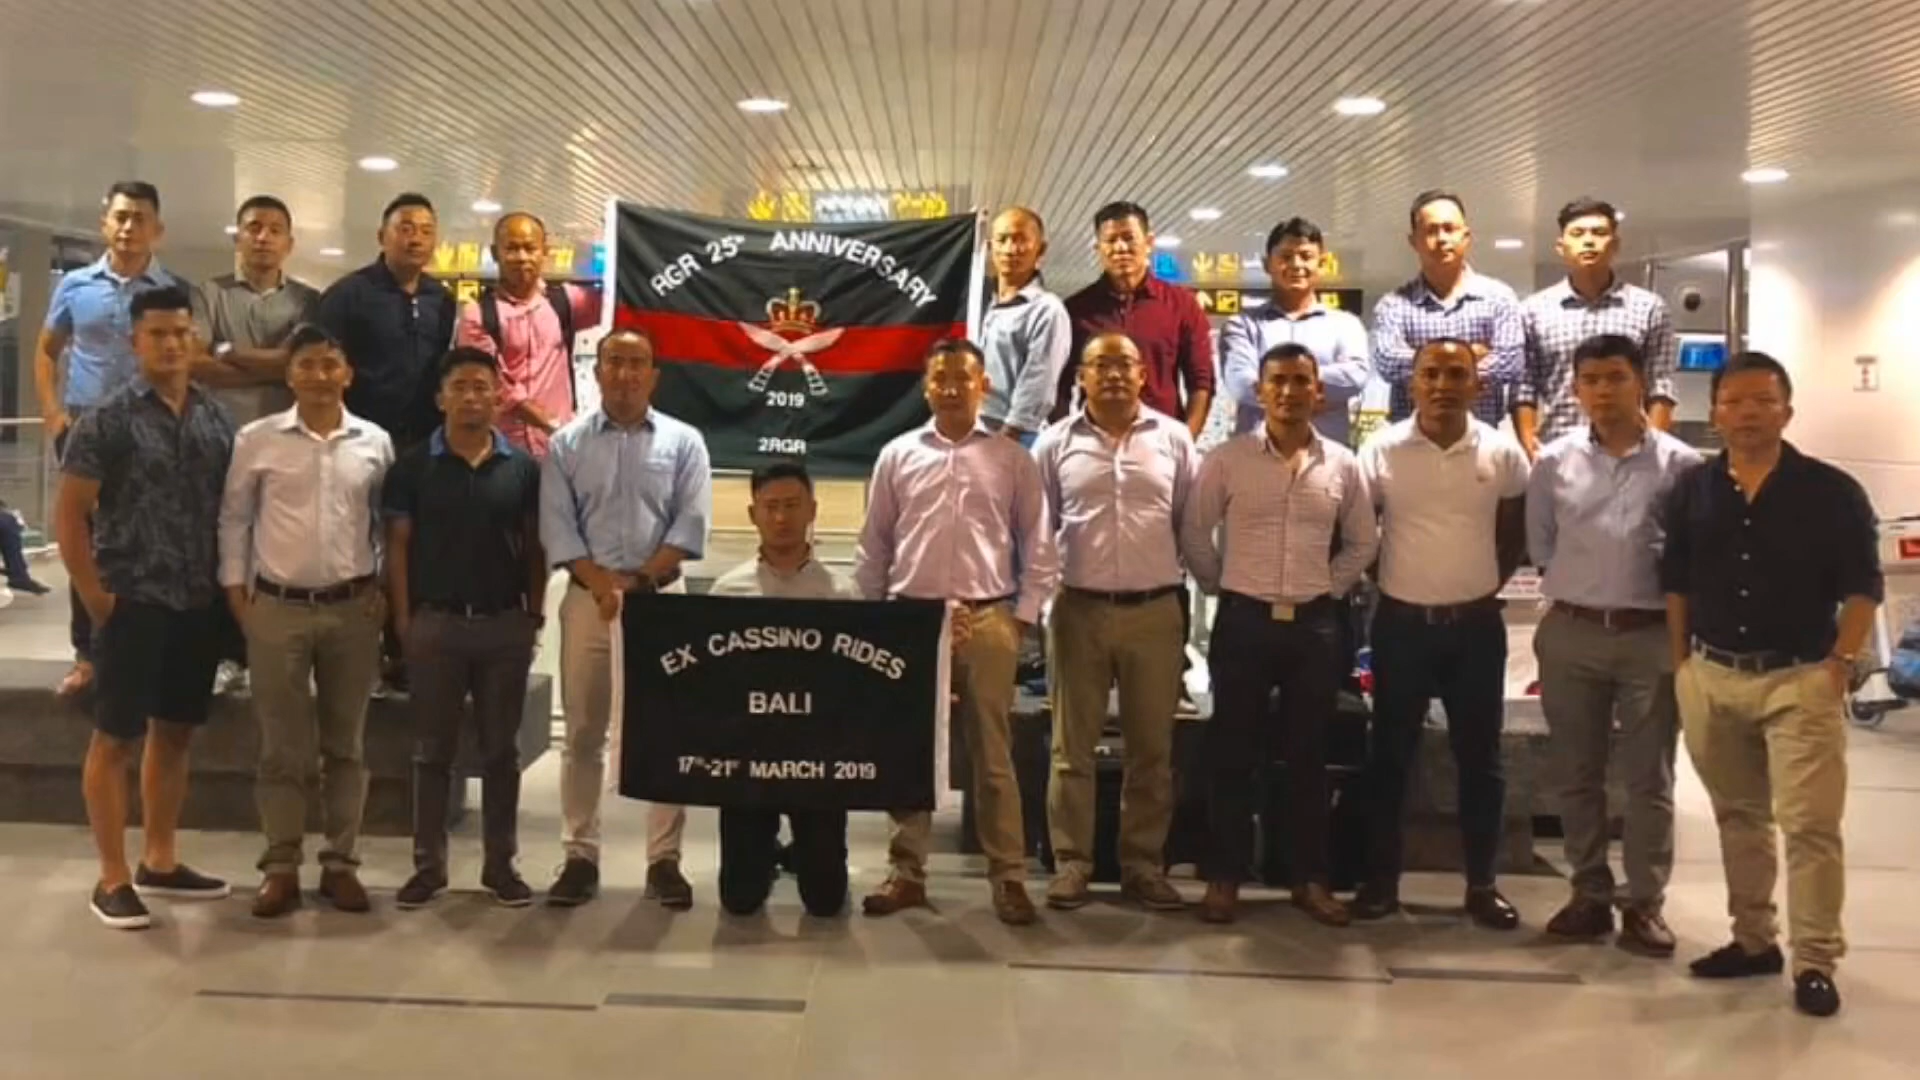 RGR 25th ANNIVERSARY
2019
2RGR
EX CASSINO RIDES
BALI
17th-21st MARCH 2019